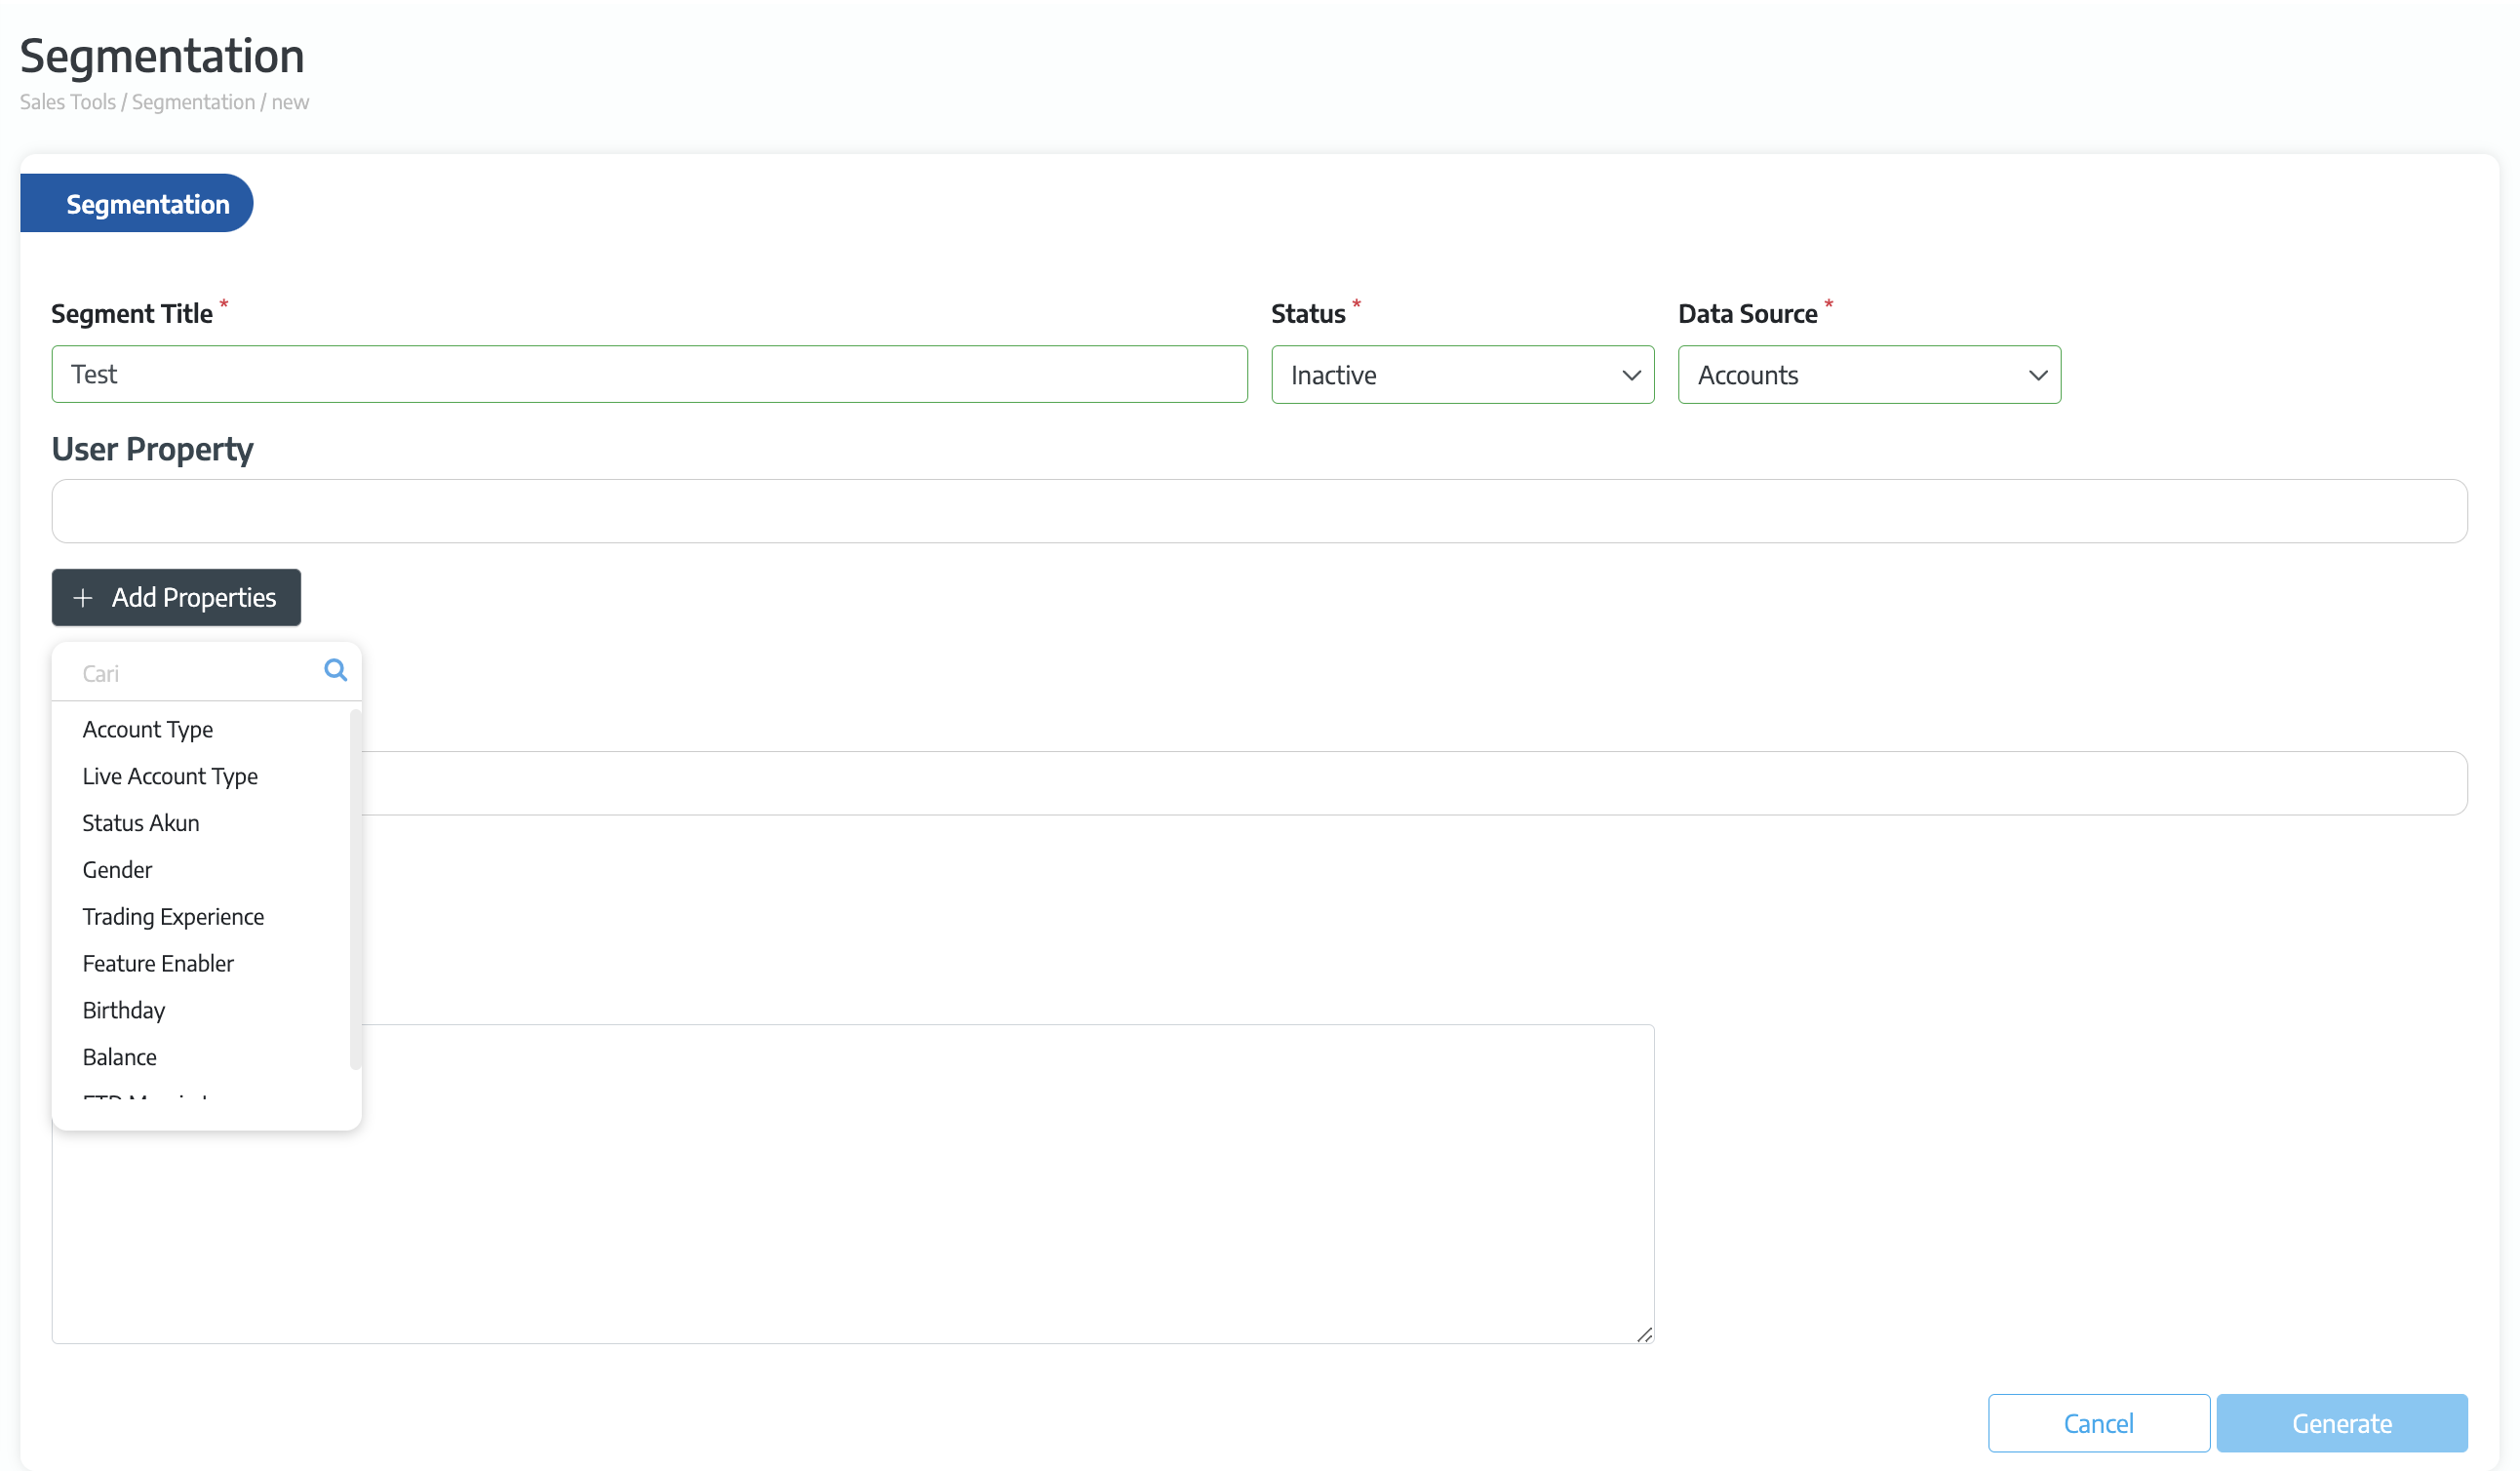 Segmentation
Sales Tools / Segmentation / new
Segmentation
Segment Title *
Status *
Data Source *
Test
Inactive
Accounts
User Property
+ Add Properties
Cari
Account Type
Live Account Type
Status Akun
Gender
Trading Experience
Feature Enabler
Birthday
Balance
Cancel
Generate